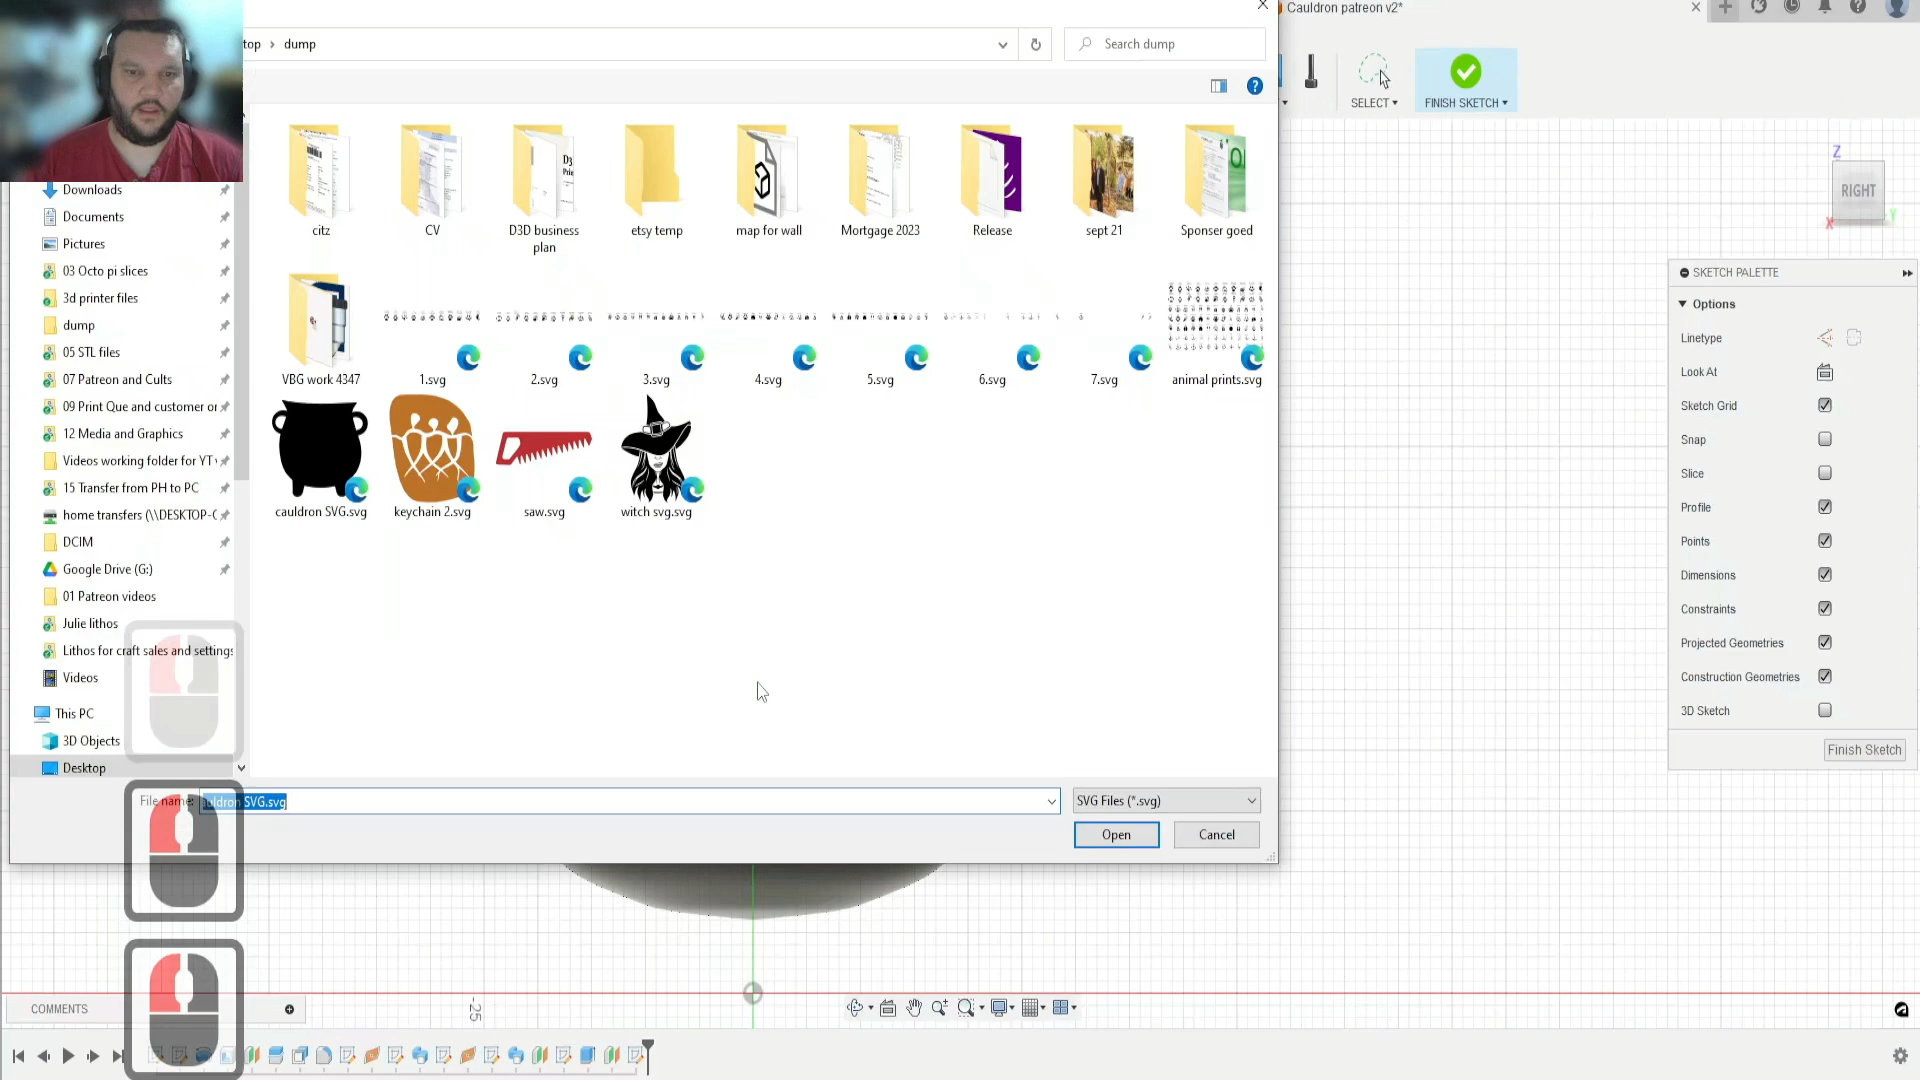 Cauldron patreon v2*
top › dump
Search dump
SELECT
FINISH SKETCH
Z
RIGHT
X
Y
Downloads
Documents
Pictures
03 Octo pi slices
3d printer files
dump
05 STL files
07 Patreon and Cults
09 Print Que and customer or
12 Media and Graphics
Videos working folder for YT
15 Transfer from PH to PC
home transfers (\\DESKTOP-
DCIM
Google Drive (G:)
01 Patreon videos
Julie lithos
Lithos for craft sales and settings
Videos
This PC
3D Objects
Desktop
citz
CV
D3D business
plan
etsy temp
map for wall
Mortgage 2023
Release
sept 21
Sponser goed
VBG work 4347
1.svg
2.svg
3.svg
4.svg
5.svg
6.svg
7.svg
animal prints.svg
cauldron SVG.svg
keychain 2.svg
saw.svg
witch svg.svg
File name:
uldron SVG.svg
SVG Files (*.svg)
Open
Cancel
SKETCH PALETTE
Options
Linetype
Look At
Sketch Grid
Snap
Slice
Profile
Points
Dimensions
Constraints
Projected Geometries
Construction Geometries
3D Sketch
Finish Sketch
COMMENTS
-25